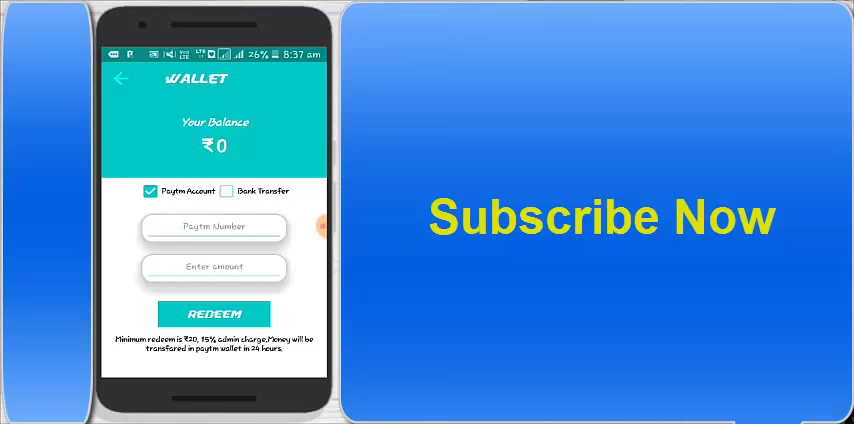 26% 8:37 am
WALLET
Your Balance
₹0
Paytm Account Bank Transfer
Paytm Number
Enter amount
REDEEM
Minimum redeem is ₹20, 15% admin charge,Money will be
transfared in paytm wallet in 24 hours,
Subscribe Now